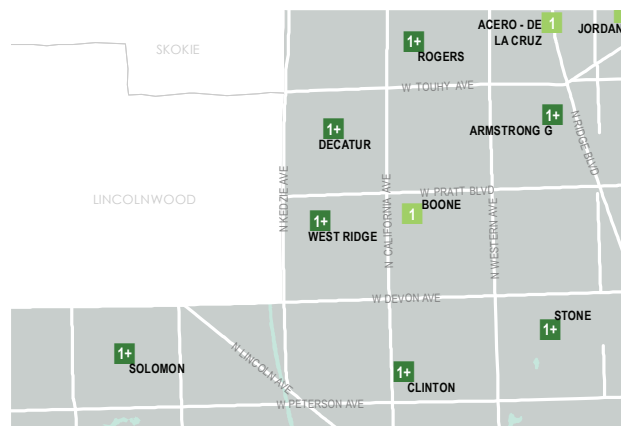 ACERO - DE
LA CRUZ
JORDAN
SKOKIE
1
1+
ROGERS
W TOUHY AVE
1+
ARMSTRONG G
1+
DECATUR
N RIDGE BLVD
N KEDZIE AVE
N CALIFORNIA AVE
N WESTERN AVE
LINCOLNWOOD
W PRATT BLVD
BOONE
1
1+
WEST RIDGE
W DEVON AVE
STONE
1+
1+
SOLOMON
N LINCOLN AVE
1+
CLINTON
W PETERSON AVE